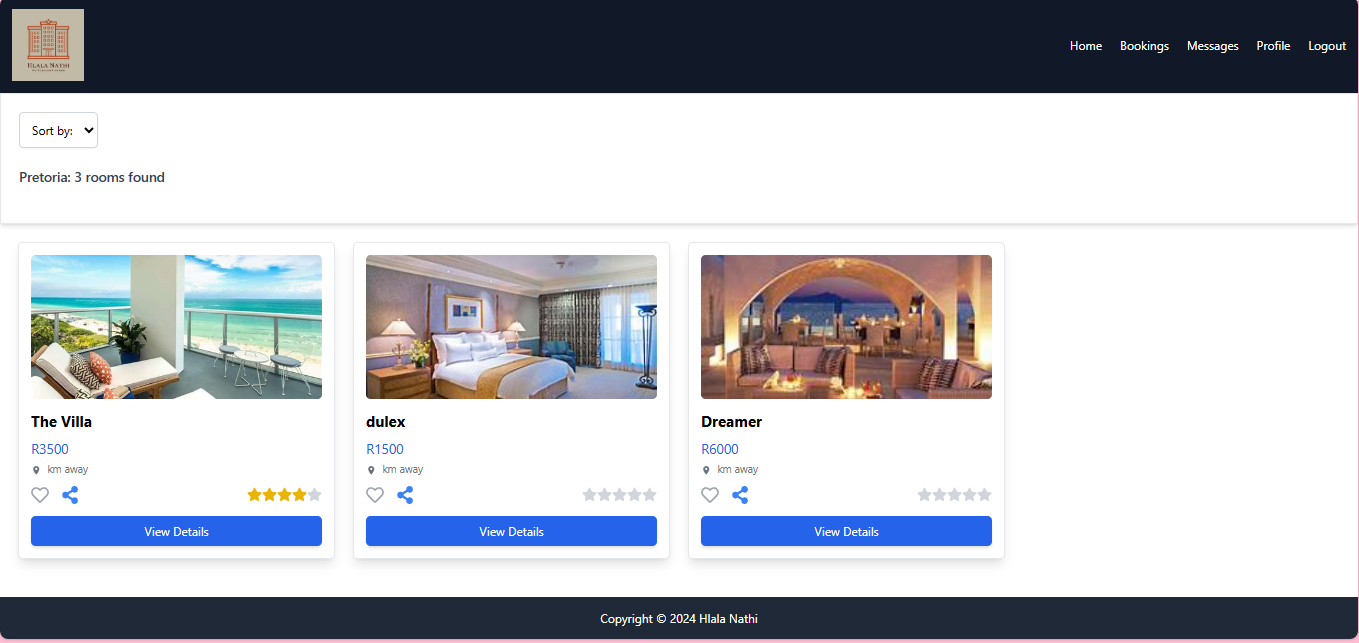 HLALA NATHI
Home Bookings Messages Profile Logout
Sort by:
Pretoria: 3 rooms found
The Villa
R3500
km away
View Details
dulex
R1500
km away
View Details
Dreamer
R6000
km away
View Details
Copyright © 2024 Hlala Nathi